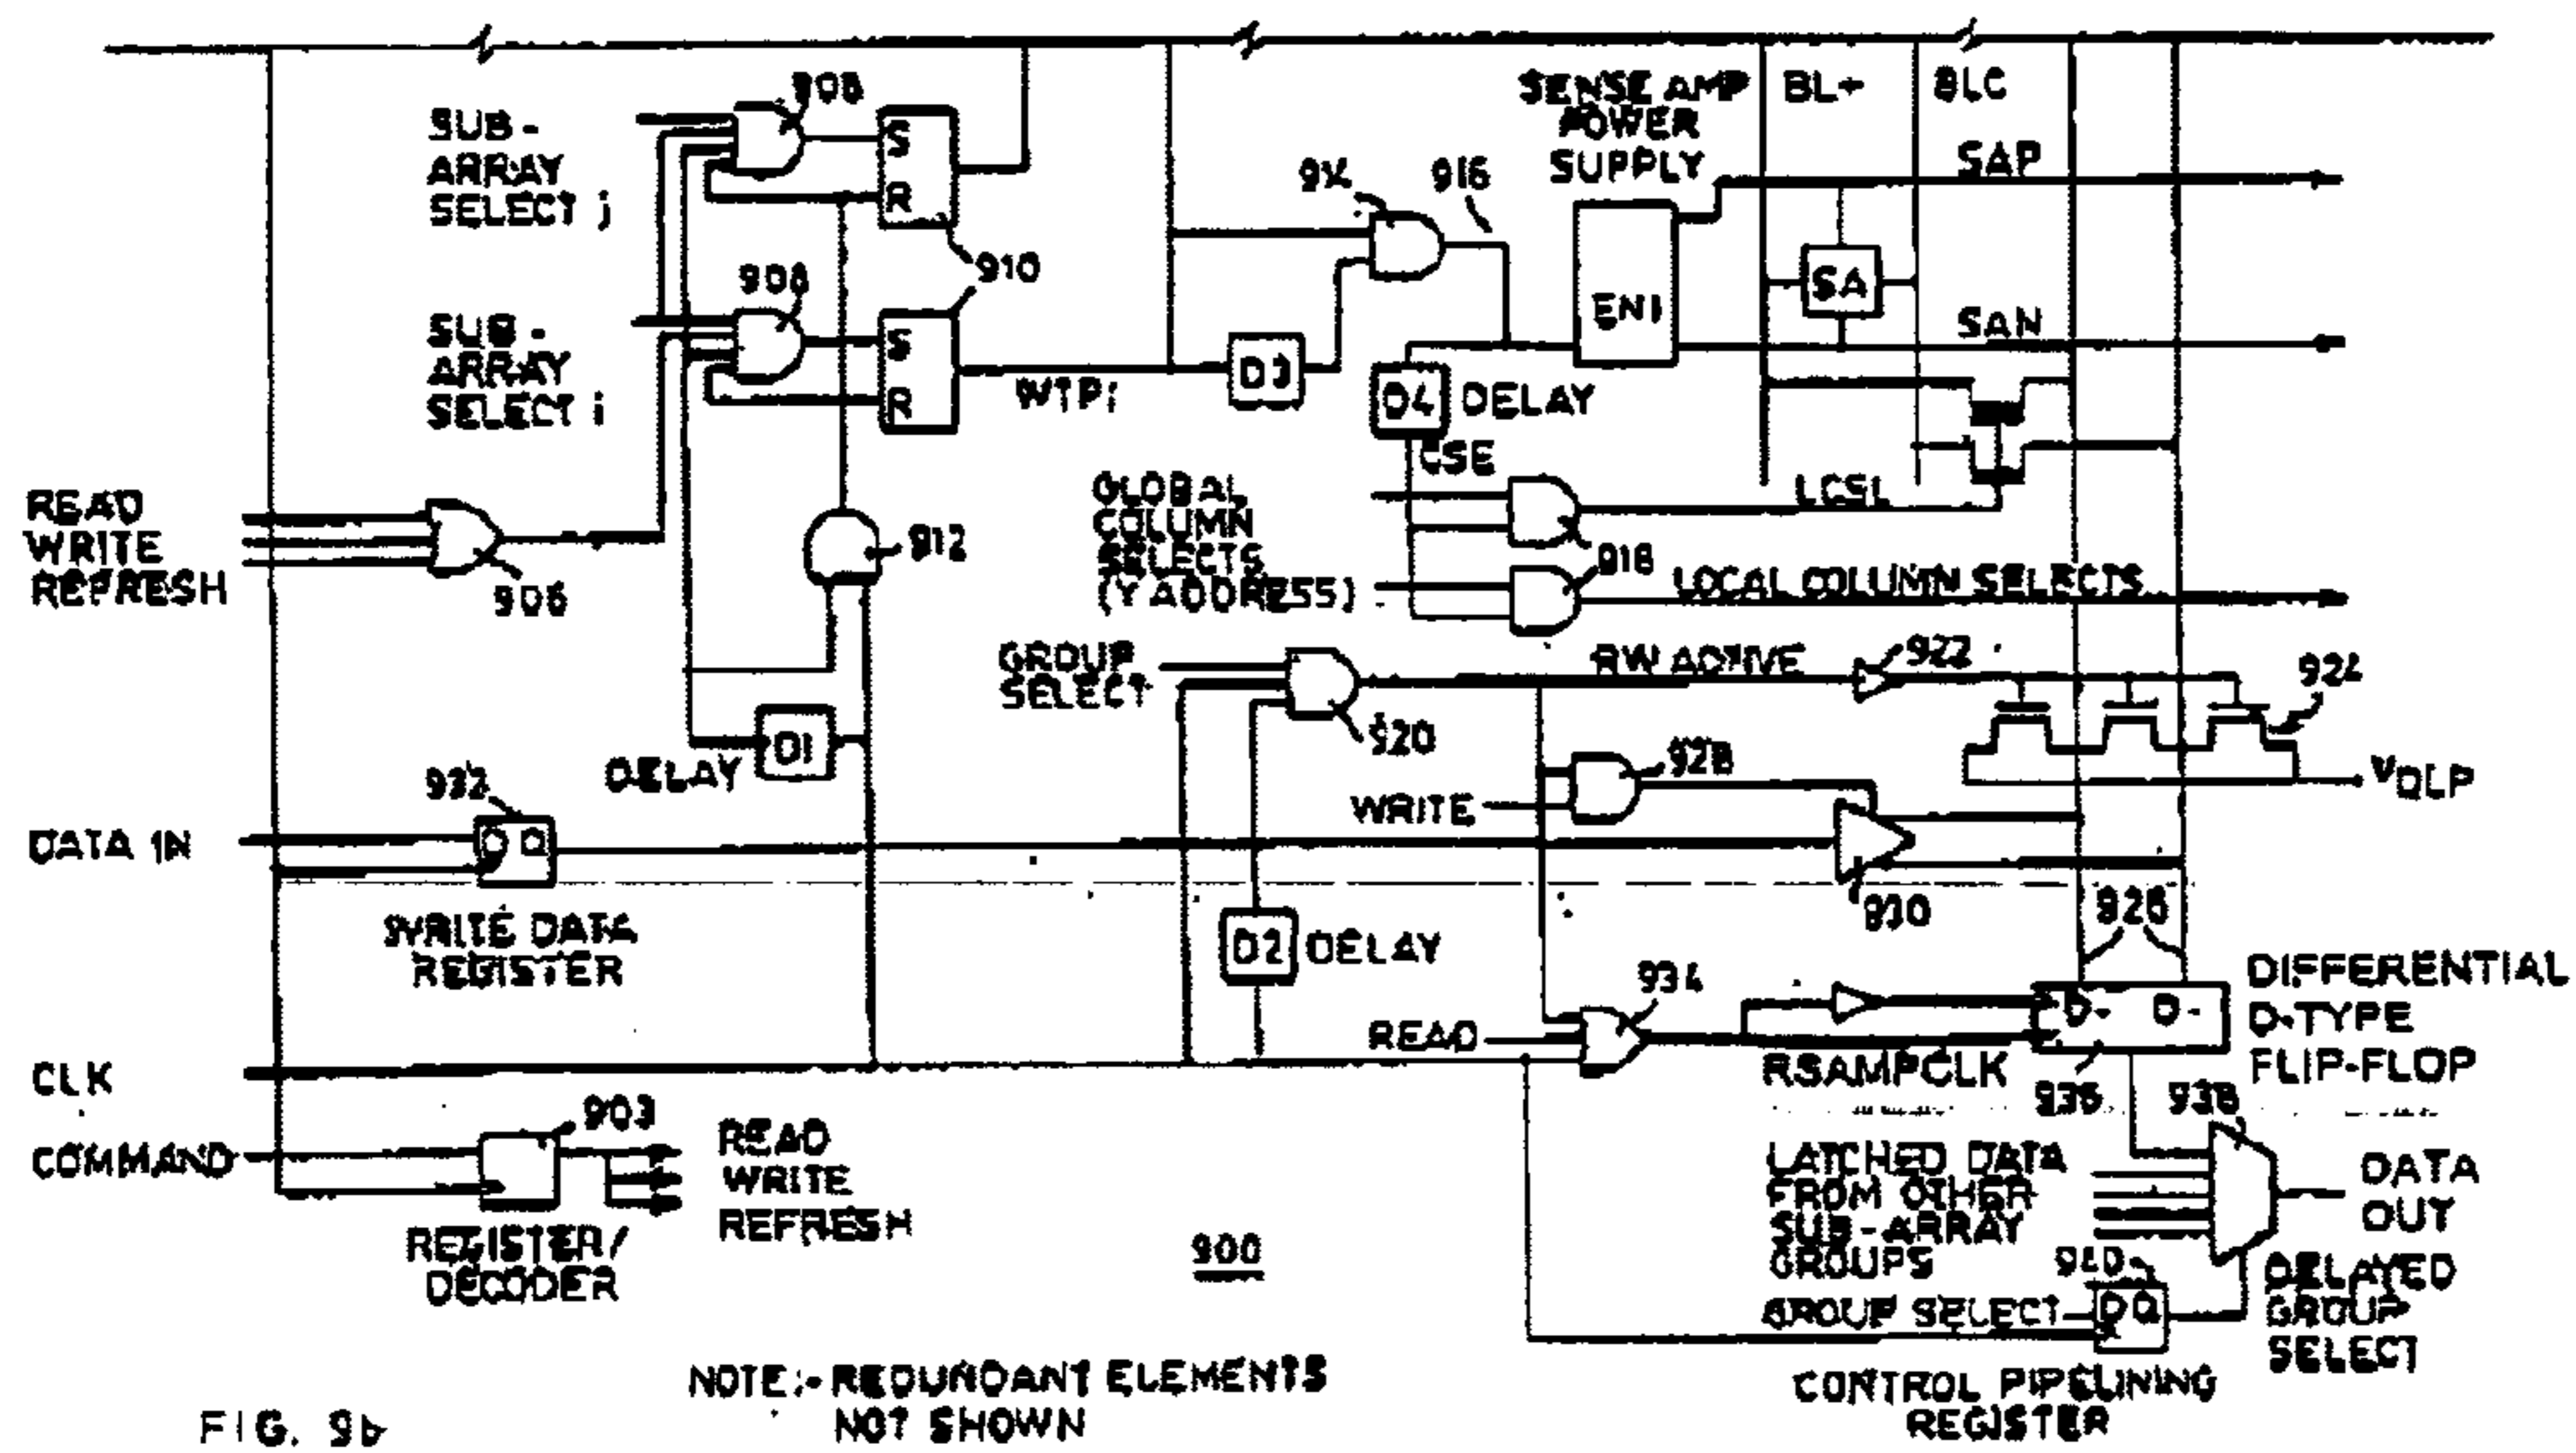 SUB-
ARRAY
SELECT j
908
S
R
910
SUB-
ARRAY
SELECT i
908
S
R
WTPi
D3
914
916
SENSE AMP
POWER
SUPPLY
BL+
BLC
SAP
SA
EN1
SAN
D4 DELAY
CSE
READ
WRITE
REFRESH
906
912
GLOBAL
COLUMN
SELECTS
(Y ADDRESS)
LCSL
918
LOCAL COLUMN SELECTS
GROUP
SELECT
920
RW ACTIVE
922
924
VDLP
D1
DELAY
928
WRITE
DATA IN
932
D Q
WRITE DATA
REGISTER
930
926
D2 DELAY
934
READ
RSAMPCLK
D- D-
936
DIFFERENTIAL
D-TYPE
FLIP-FLOP
CLK
COMMAND
903
READ
WRITE
REFRESH
REGISTER/
DECODER
938
LATCHED DATA
FROM OTHER
SUB-ARRAY
GROUPS
DATA
OUT
940
GROUP SELECT
D Q
DELAYED
GROUP
SELECT
CONTROL PIPELINING
REGISTER
900
NOTE:- REDUNDANT ELEMENTS
NOT SHOWN
FIG. 9b